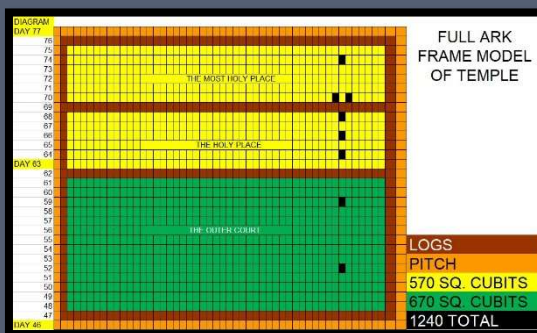 DIAGRAM
DAY 77
76
75
74
73
72
71
70
69
68
67
66
65
64
DAY 63
62
61
60
59
58
57
56
55
54
53
52
51
50
49
48
47
DAY 46
THE MOST HOLY PLACE
THE HOLY PLACE
THE OUTER COURT
FULL ARK
FRAME MODEL
OF TEMPLE
LOGS
PITCH
570 SQ. CUBITS
670 SQ. CUBITS
1240 TOTAL